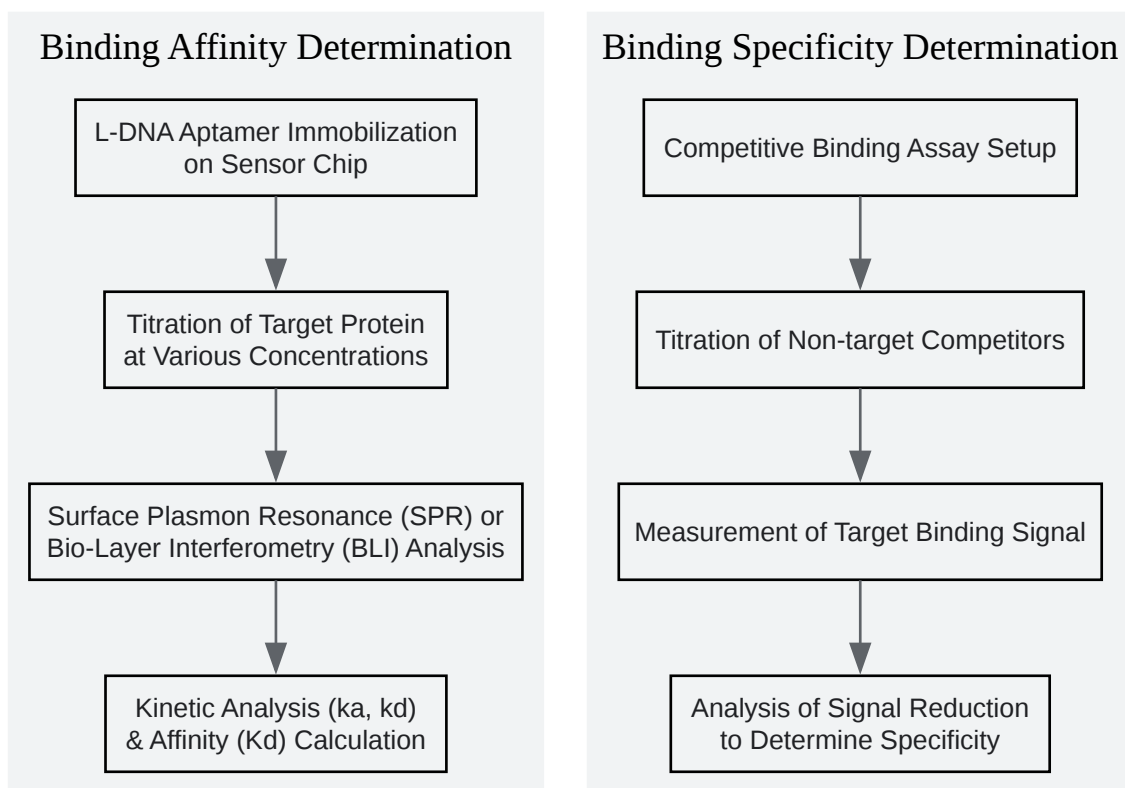 Binding Affinity Determination
L-DNA Aptamer Immobilization
on Sensor Chip
Titration of Target Protein
at Various Concentrations
Surface Plasmon Resonance (SPR) or
Bio-Layer Interferometry (BLI) Analysis
Kinetic Analysis (ka, kd)
& Affinity (Kd) Calculation
Binding Specificity Determination
Competitive Binding Assay Setup
Titration of Non-target Competitors
Measurement of Target Binding Signal
Analysis of Signal Reduction
to Determine Specificity